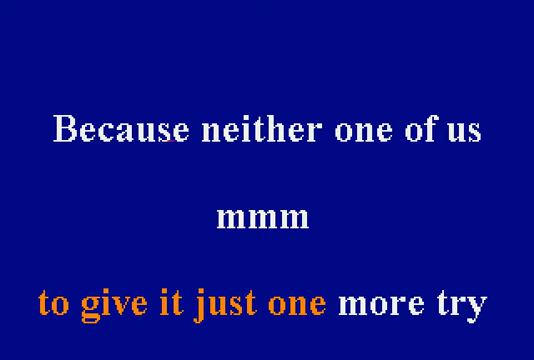 Because neither one of us
mmm
to give it just one more try